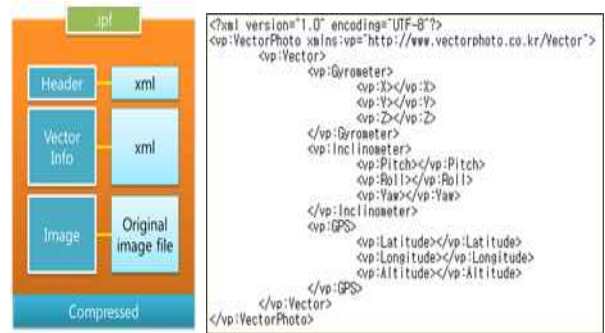 .ipf
Header xml
Vector Info xml
Image Original image file
Compressed
<?xml version="1.0" encoding="UTF-8"?>
<vp:VectorPhoto xmlns:vp="http://www.vectorphoto.co.kr/Vector">
<vp:Vector>
<vp:Gyrometer>
<vp:X></vp:X>
<vp:Y></vp:Y>
<vp:Z></vp:Z>
</vp:Gyrometer>
<vp:Inclinometer>
<vp:Pitch></vp:Pitch>
<vp:Roll></vp:Roll>
<vp:Yaw></vp:Yaw>
</vp:Inclinometer>
<vp:GPS>
<vp:Latitude></vp:Latitude>
<vp:Longitude></vp:Longitude>
<vp:Altitude></vp:Altitude>
</vp:GPS>
</vp:Vector>
</vp:VectorPhoto>